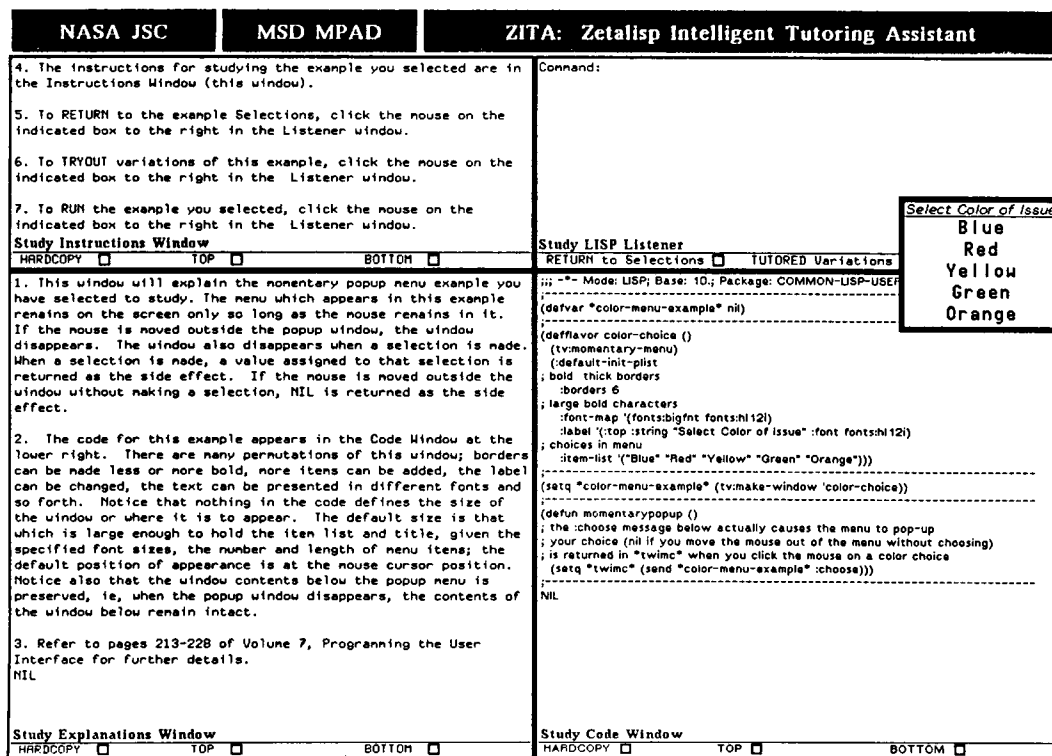 NASA JSC
MSD MPAD
ZITA: Zetalisp Intelligent Tutoring Assistant
4. The instructions for studying the example you selected are in
the Instructions Window (this window).
5. To RETURN to the example Selections, click the mouse on the
indicated box to the right in the Listener window.
6. To TRYOUT variations of this example, click the mouse on the
indicated box to the right in the Listener window.
7. To RUN the example you selected, click the mouse on the
indicated box to the right in the Listener window.
Study Instructions Window
HARDCOPY TOP BOTTOM
Command:
Study LISP Listener
RETURN to Selections TUTORED Variations
Select Color of Issue
Blue
Red
Yellow
Green
Orange
1. This window will explain the momentary popup menu example you
have selected to study. The menu which appears in this example
remains on the screen only so long as the mouse remains in it.
If the mouse is moved outside the popup window, the window
disappears. The window also disappears when a selection is made.
When a selection is made, a value assigned to that selection is
returned as the side effect. If the mouse is moved outside the
window without making a selection, NIL is returned as the side
effect.
2. The code for this example appears in the Code Window at the
lower right. There are many permutations of this window; borders
can be made less or more bold, more items can be added, the label
can be changed, the text can be presented in different fonts and
so forth. Notice that nothing in the code defines the size of
the window or where it is to appear. The default size is that
which is large enough to hold the item list and title, given the
specified font sizes, the number and length of menu items; the
default position of appearance is at the mouse cursor position.
Notice also that the window contents below the popup menu is
preserved, ie, when the popup window disappears, the contents of
the window below remain intact.
3. Refer to pages 213-228 of Volume 7, Programming the User
Interface for further details.
NIL
Study Explanations Window
HARDCOPY TOP BOTTOM
;;; -*- Mode: LISP; Base: 10.; Package: COMMON-LISP-USER
;---
(defvar *color-menu-example* nil)
;---
(defflavor color-choice ()
(tv:momentary-menu)
(:default-init-plist
; bold thick borders
:borders 6
; large bold characters
:font-map '(fonts:bigfnt fonts:hl12i)
:label '(:top :string "Select Color of Issue" :font fonts:hl12i)
; choices in menu
:item-list '("Blue" "Red" "Yellow" "Green" "Orange")))
;---
(setq *color-menu-example* (tv:make-window 'color-choice))
;---
(defun momentarypopup ()
; the :choose message below actually causes the menu to pop-up
; your choice (nil if you move the mouse out of the menu without choosing)
; is returned in *twimc* when you click the mouse on a color choice
(setq *twimc* (send *color-menu-example* :choose)))
;---
NIL
Study Code Window
HARDCOPY TOP BOTTOM